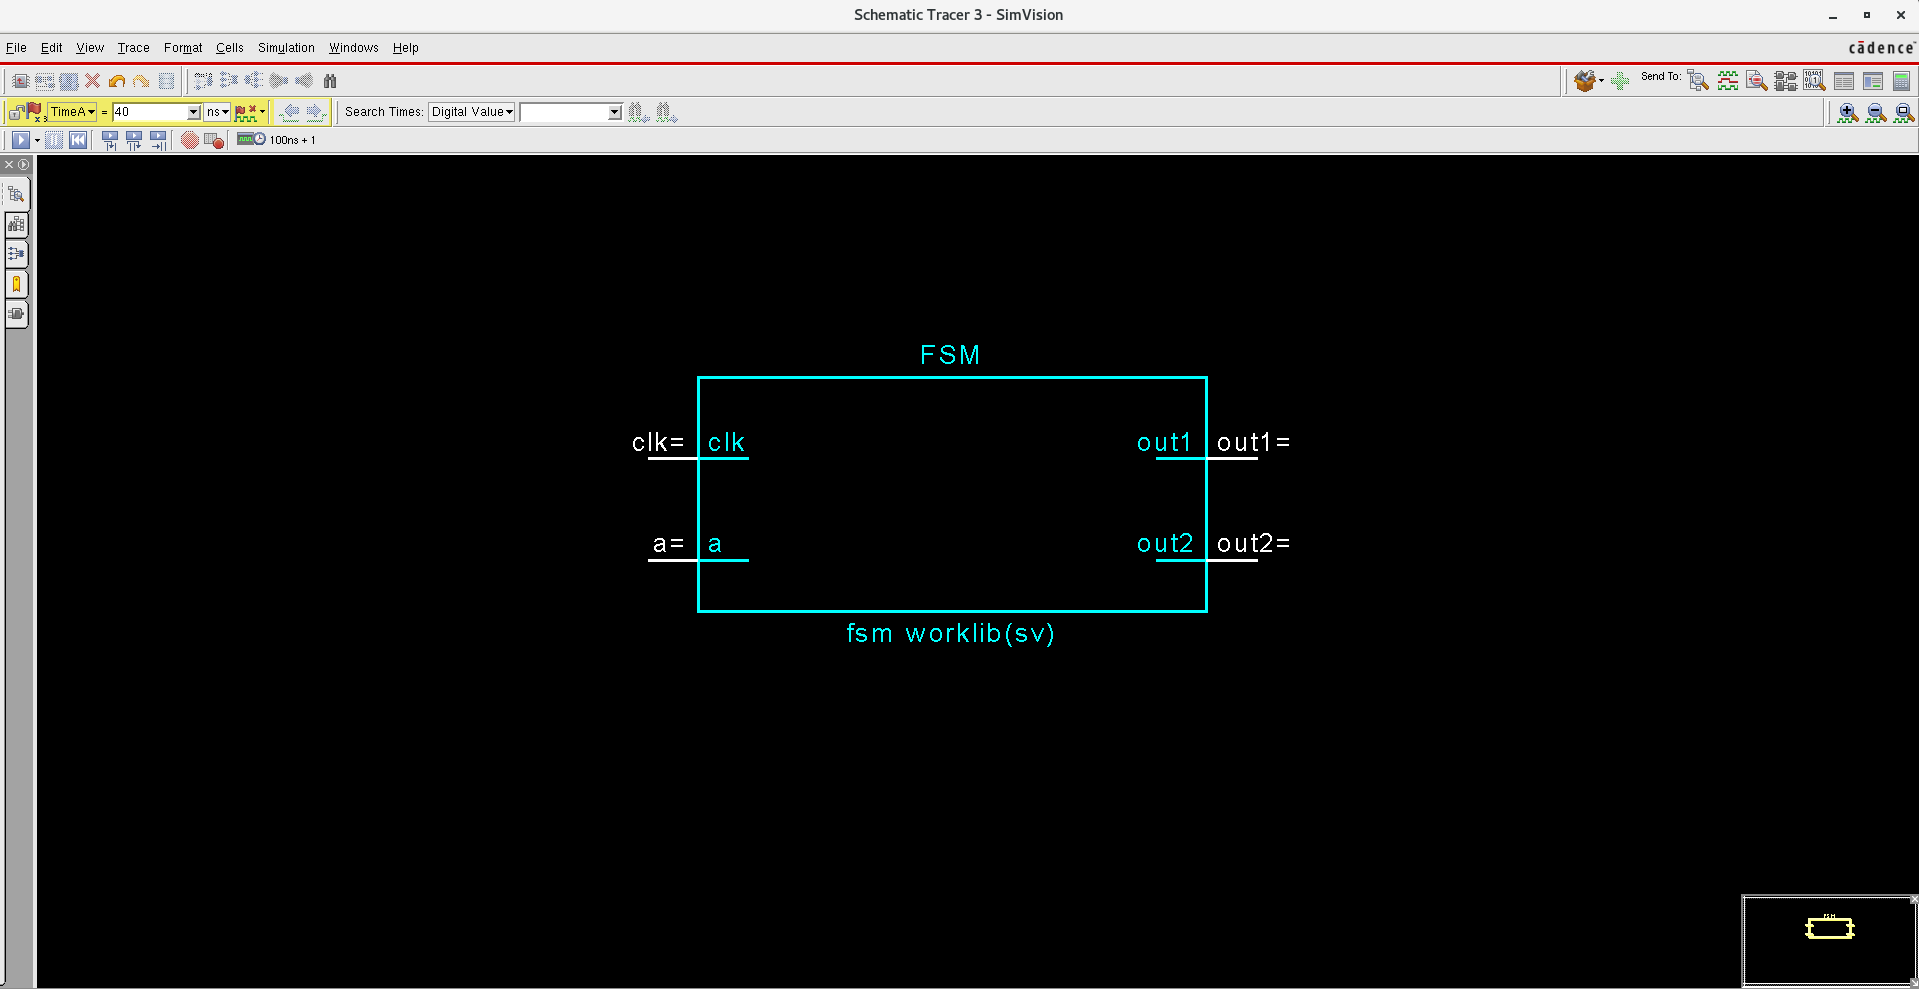 Schematic Tracer 3 - SimVision
File Edit View Trace Format Cells Simulation Windows Help
cādence
Send To:
TimeA = 40 ns Search Times: Digital Value
100ns + 1
FSM
clk= clk out1 out1=
a= a out2 out2=
fsm worklib(sv)
FSM